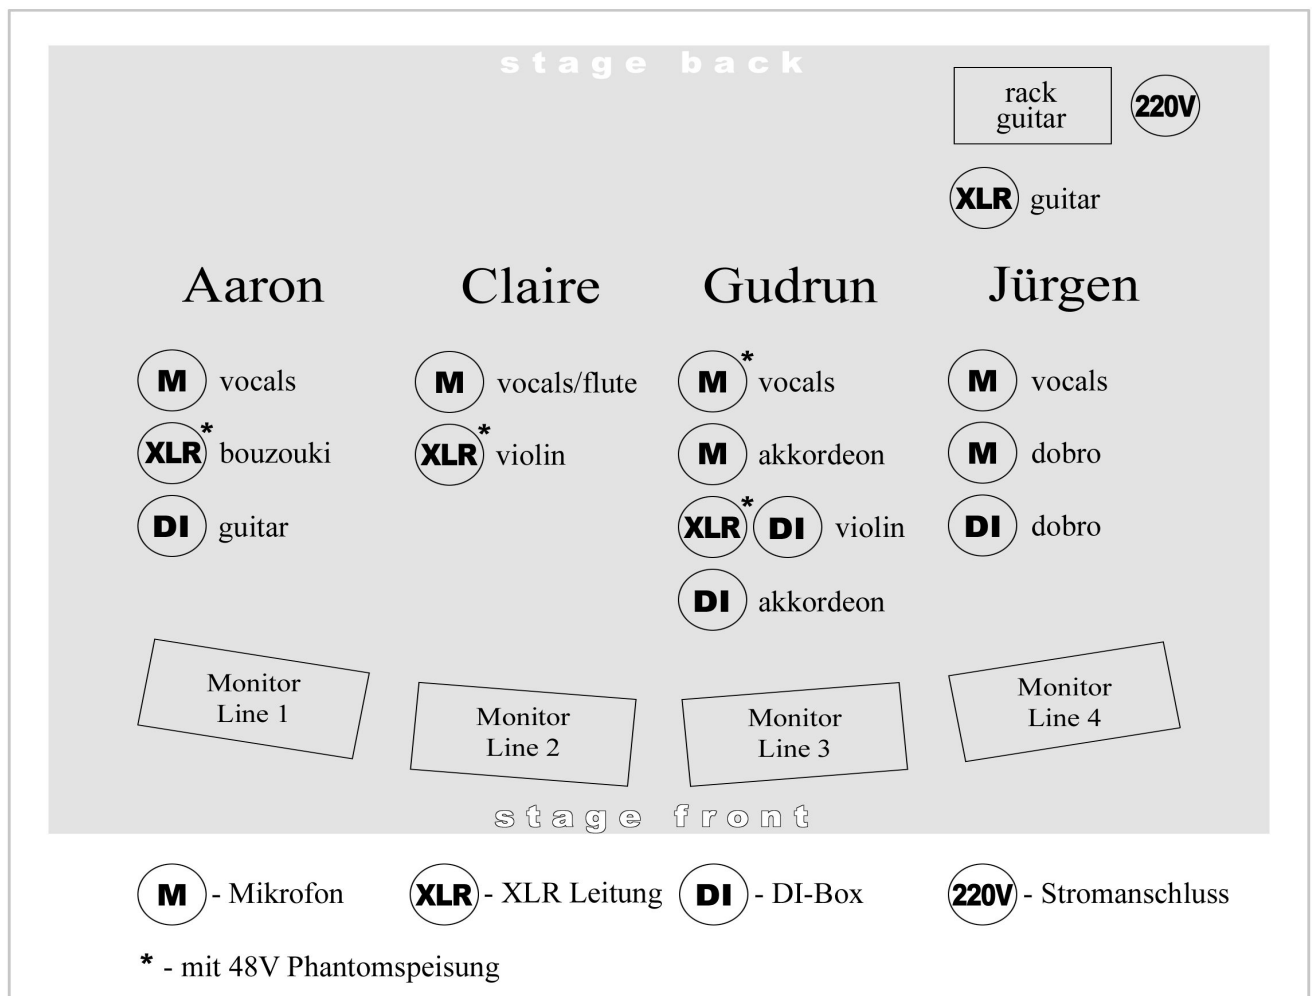 stage back
rack
guitar
220V
XLR guitar
Aaron Claire Gudrun Jürgen
M vocals M vocals/flute M* vocals M vocals
XLR* bouzouki XLR* violin M akkordeon M dobro
DI guitar XLR* DI violin DI dobro
DI akkordeon
Monitor
Line 1
Monitor
Line 2
Monitor
Line 3
Monitor
Line 4
stage front
M - Mikrofon XLR - XLR Leitung DI - DI-Box 220V - Stromanschluss
* - mit 48V Phantomspeisung